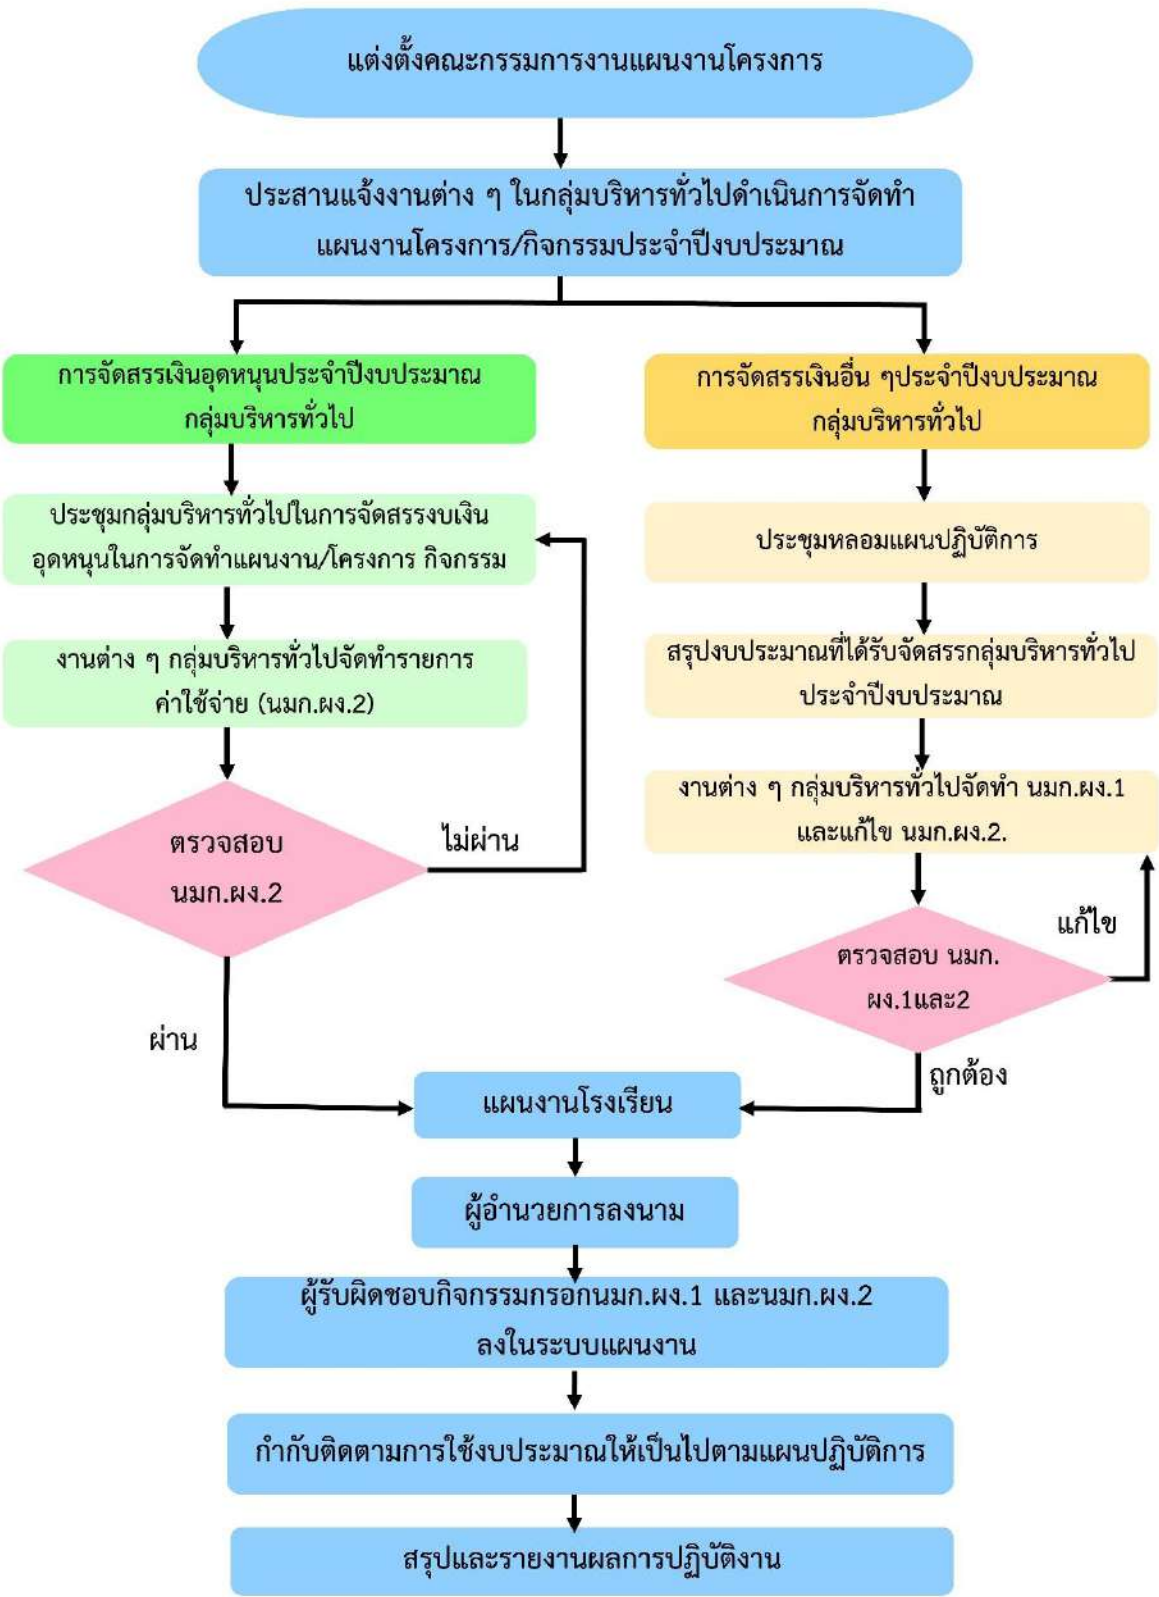 แต่งตั้งคณะกรรมการงานแผนงานโครงการ
ประสานแจ้งงานต่าง ๆ ในกลุ่มบริหารทั่วไปดำเนินการจัดทำ
แผนงานโครงการ/กิจกรรมประจำปีงบประมาณ
การจัดสรรเงินอุดหนุนประจำปีงบประมาณ
กลุ่มบริหารทั่วไป
ประชุมกลุ่มบริหารทั่วไปในการจัดสรรงบเงิน
อุดหนุนในการจัดทำแผนงาน/โครงการ กิจกรรม
งานต่าง ๆ กลุ่มบริหารทั่วไปจัดทำรายการ
ค่าใช้จ่าย (นมก.ผง.2)
ตรวจสอบ
นมก.ผง.2
ไม่ผ่าน
ผ่าน
การจัดสรรเงินอื่น ๆประจำปีงบประมาณ
กลุ่มบริหารทั่วไป
ประชุมหลอมแผนปฏิบัติการ
สรุปงบประมาณที่ได้รับจัดสรรกลุ่มบริหารทั่วไป
ประจำปีงบประมาณ
งานต่าง ๆ กลุ่มบริหารทั่วไปจัดทำ นมก.ผง.1
และแก้ไข นมก.ผง.2.
แก้ไข
ตรวจสอบ นมก.
ผง.1และ2
ถูกต้อง
แผนงานโรงเรียน
ผู้อำนวยการลงนาม
ผู้รับผิดชอบกิจกรรมกรอกนมก.ผง.1 และนมก.ผง.2
ลงในระบบแผนงาน
กำกับติดตามการใช้งบประมาณให้เป็นไปตามแผนปฏิบัติการ
สรุปและรายงานผลการปฏิบัติงาน